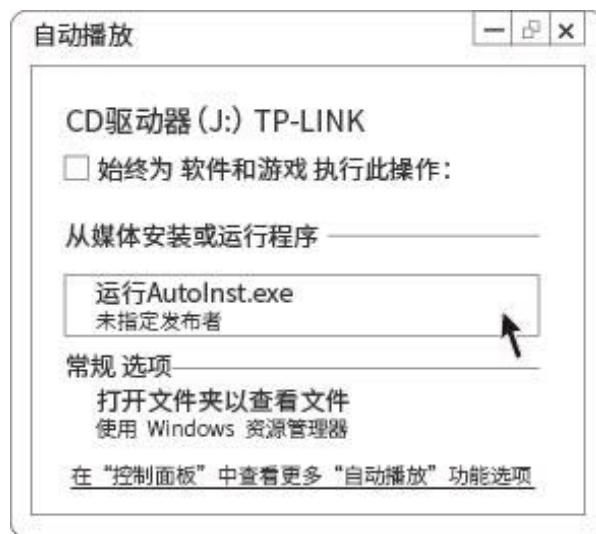 自动播放
CD驱动器(J:) TP-LINK
始终为 软件和游戏 执行此操作:
从媒体安装或运行程序
运行AutoInst.exe
未指定发布者
常规 选项
打开文件夹以查看文件
使用 Windows 资源管理器
在“控制面板”中查看更多“自动播放”功能选项